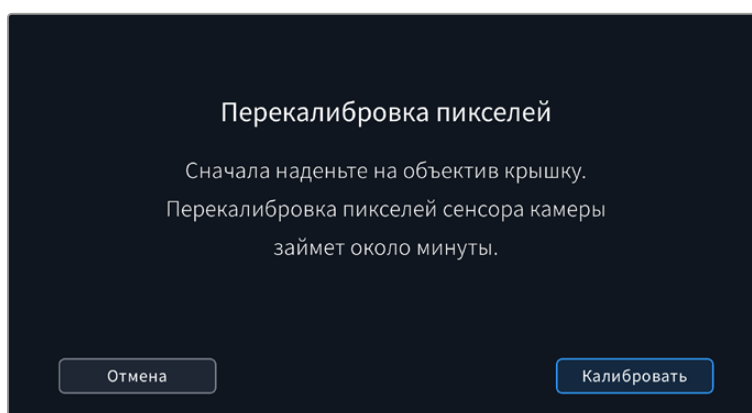 Перекалибровка пикселей
Сначала наденьте на объектив крышку.
Перекалибровка пикселей сенсора камеры
займет около минуты.
Отмена
Калибровать